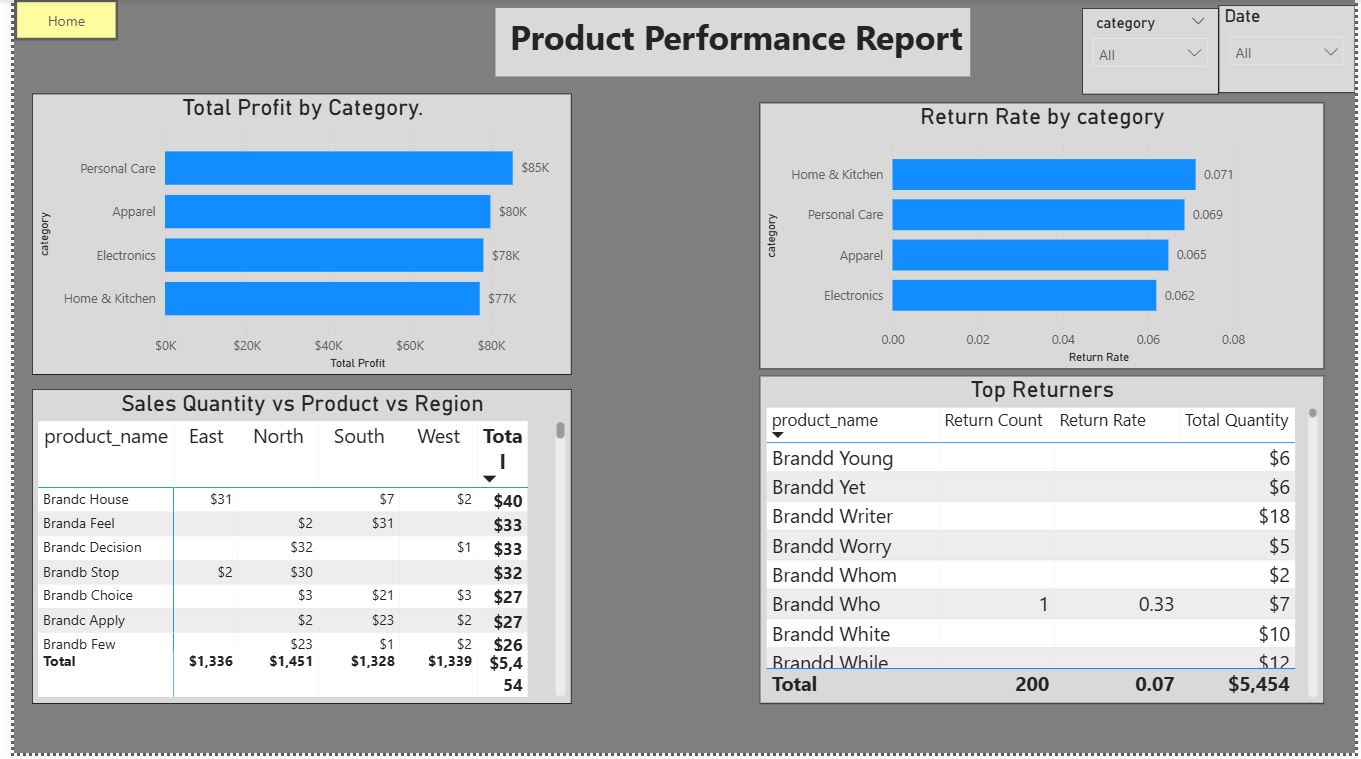 Home
Product Performance Report
category
All
Date
All
Total Profit by Category.
category
Personal Care $85K
Apparel $80K
Electronics $78K
Home & Kitchen $77K
$0K $20K $40K $60K $80K
Total Profit
Return Rate by category
category
Home & Kitchen 0.071
Personal Care 0.069
Apparel 0.065
Electronics 0.062
0.00 0.02 0.04 0.06 0.08
Return Rate
Sales Quantity vs Product vs Region
product_name East North South West Tota
l
Brandc House $31 $7 $2 $40
Branda Feel $2 $31 $33
Brandc Decision $32 $1 $33
Brandb Stop $2 $30 $32
Brandb Choice $3 $21 $3 $27
Brandc Apply $2 $23 $2 $27
Brandb Few $23 $1 $2 $26
Total $1,336 $1,451 $1,328 $1,339 $5,4
54
Top Returners
product_name Return Count Return Rate Total Quantity
Brandd Young $6
Brandd Yet $6
Brandd Writer $18
Brandd Worry $5
Brandd Whom $2
Brandd Who 1 0.33 $7
Brandd White $10
Brandd While $12
Total 200 0.07 $5,454